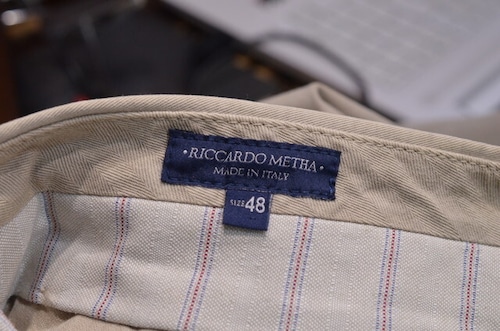 · RICCARDO METHA ·
MADE IN ITALY
SIZE 48